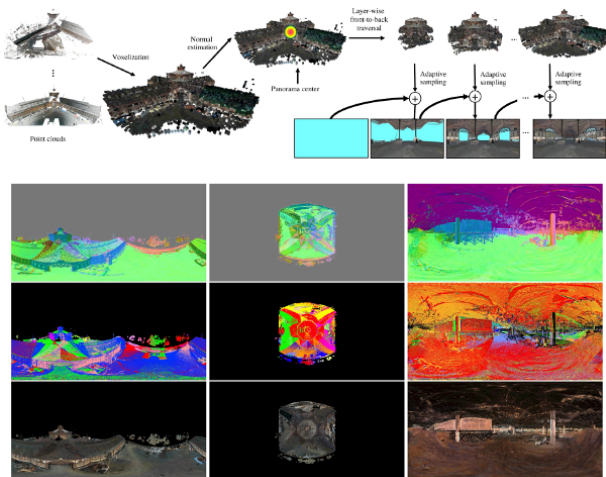 Voxelization
Normal
estimation
Layer-wise
front-to-back
traversal
Panorama center
Adaptive
sampling
Adaptive
sampling
...
Adaptive
sampling
...
Point clouds